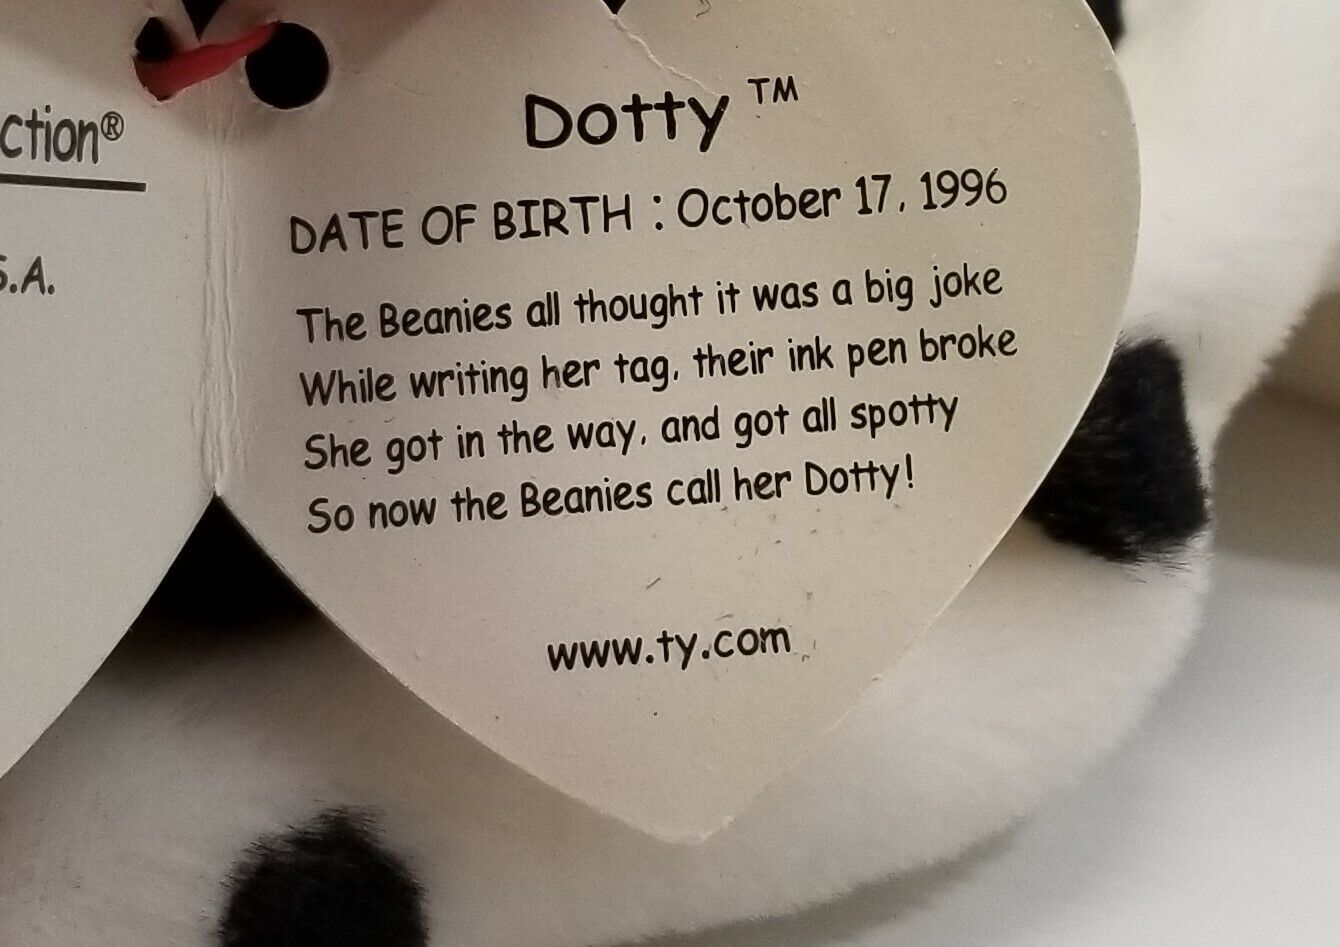 ction®
S.A.
Dotty ™
DATE OF BIRTH : October 17, 1996
The Beanies all thought it was a big joke
While writing her tag, their ink pen broke
She got in the way, and got all spotty
So now the Beanies call her Dotty!
www.ty.com